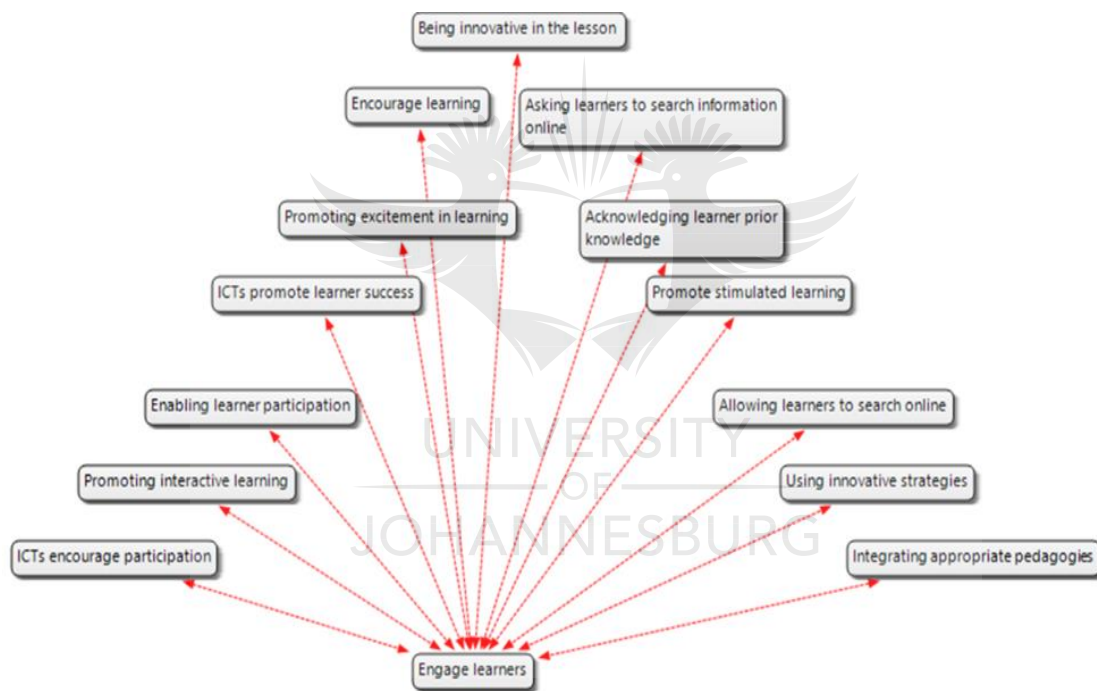 Being innovative in the lesson
Encourage learning
Asking learners to search information
online
Promoting excitement in learning
Acknowledging learner prior
knowledge
ICTs promote learner success
Promote stimulated learning
Enabling learner participation
Allowing learners to search online
UNIVERSITY
Promoting interactive learning
Using innovative strategies
OF
JOHANNESBURG
ICTs encourage participation
Integrating appropriate pedagogies
Engage learners